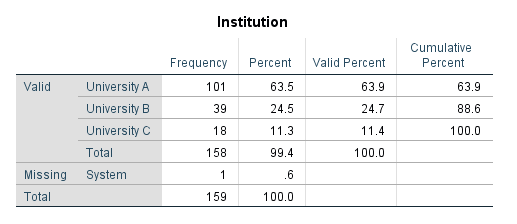 Institution
Frequency Percent Valid Percent Cumulative Percent
Valid University A 101 63.5 63.9 63.9
University B 39 24.5 24.7 88.6
University C 18 11.3 11.4 100.0
Total 158 99.4 100.0
Missing System 1 .6
Total 159 100.0